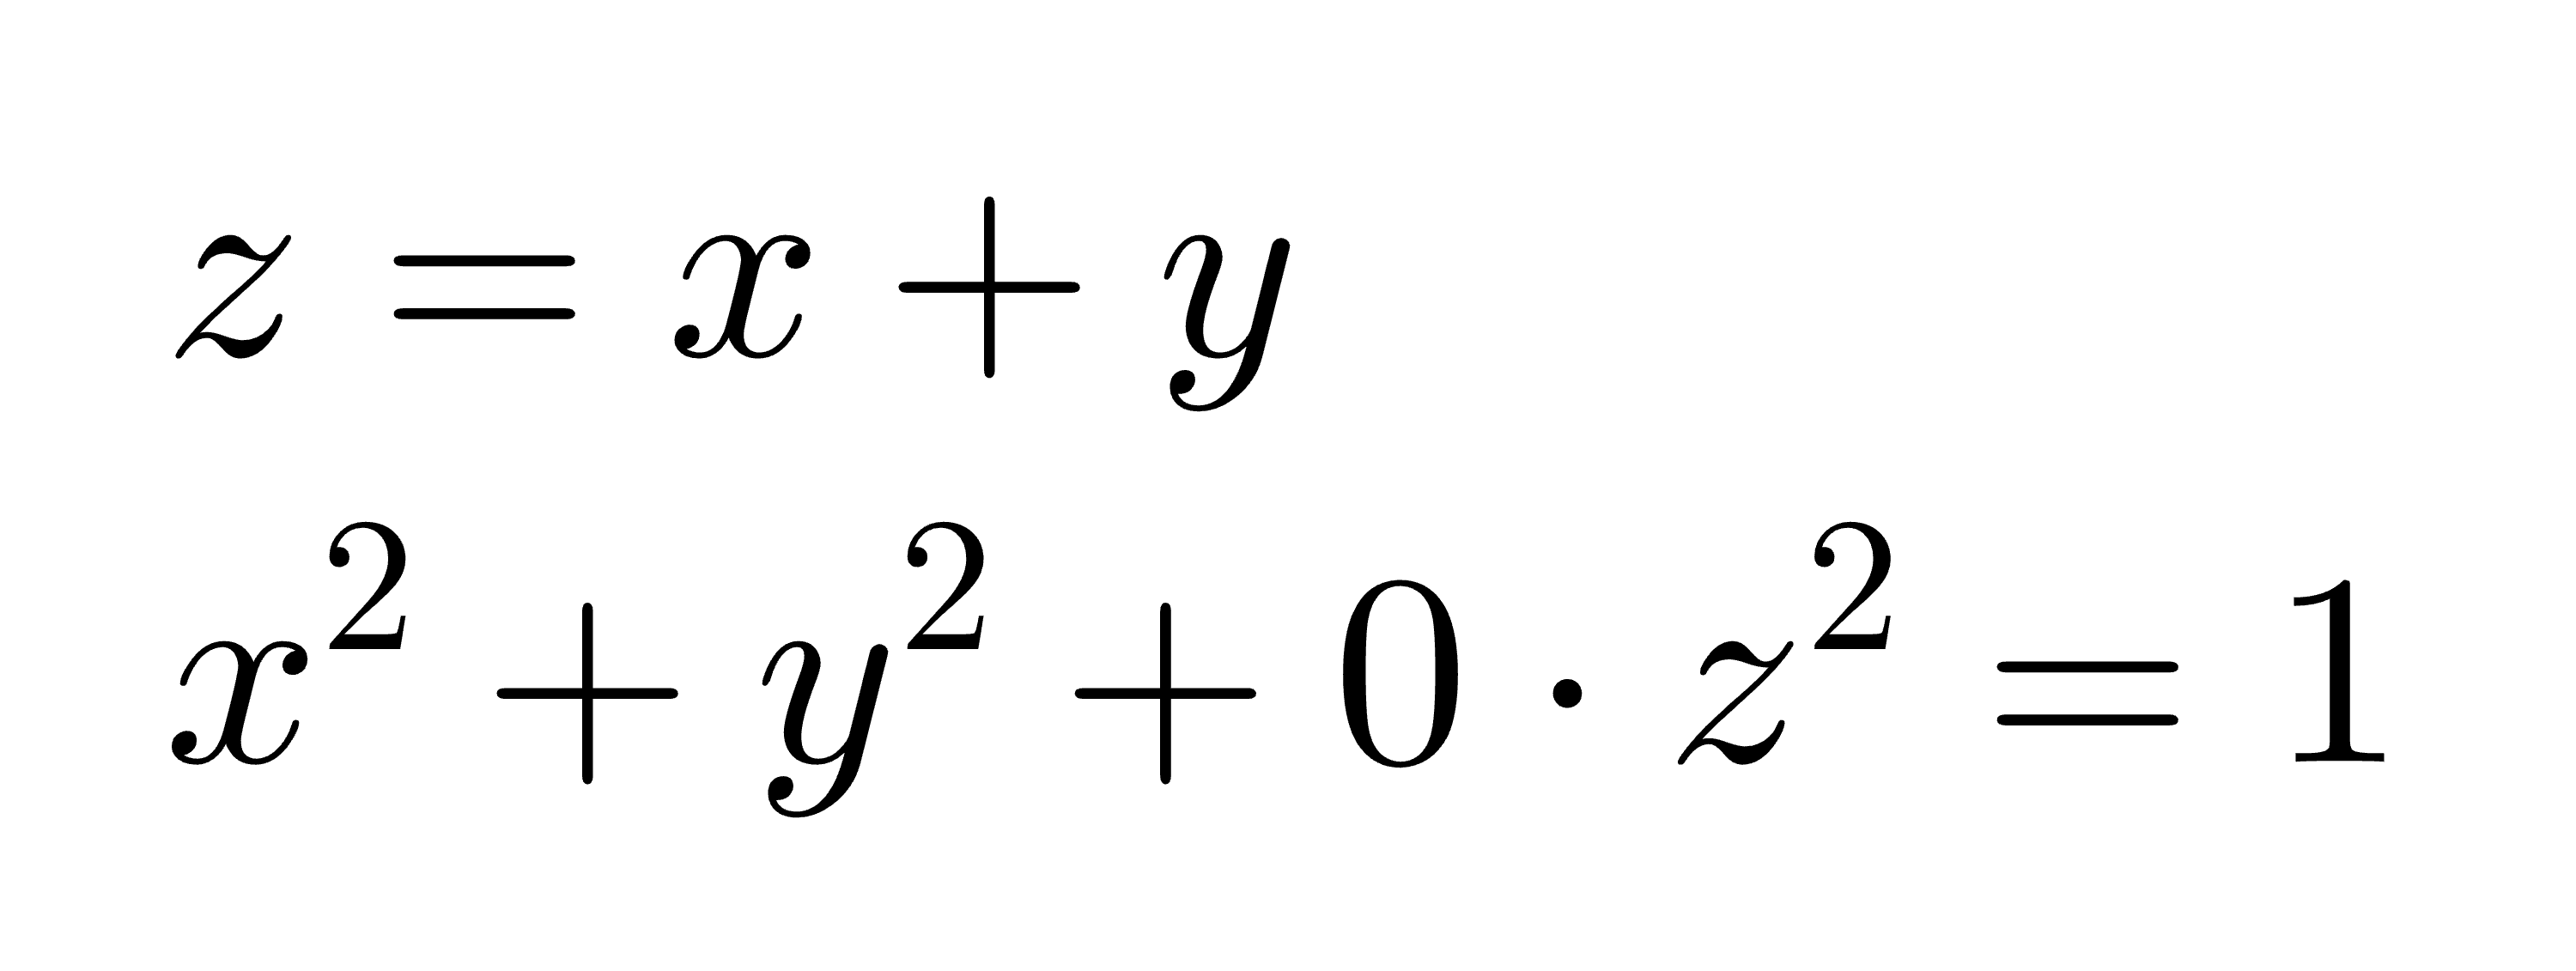 z = x + y
x² + y² + 0 · z² = 1